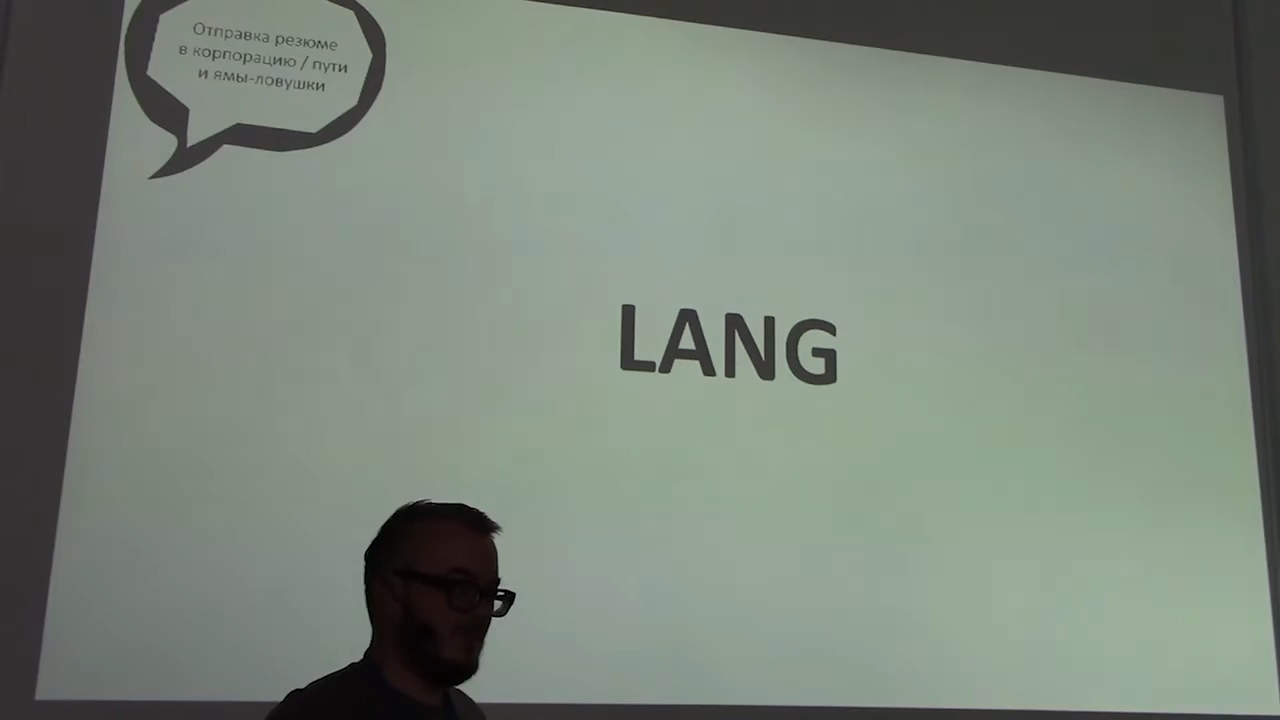 Отправка резюме
в корпорацию / пути
и ямы-ловушки
LANG